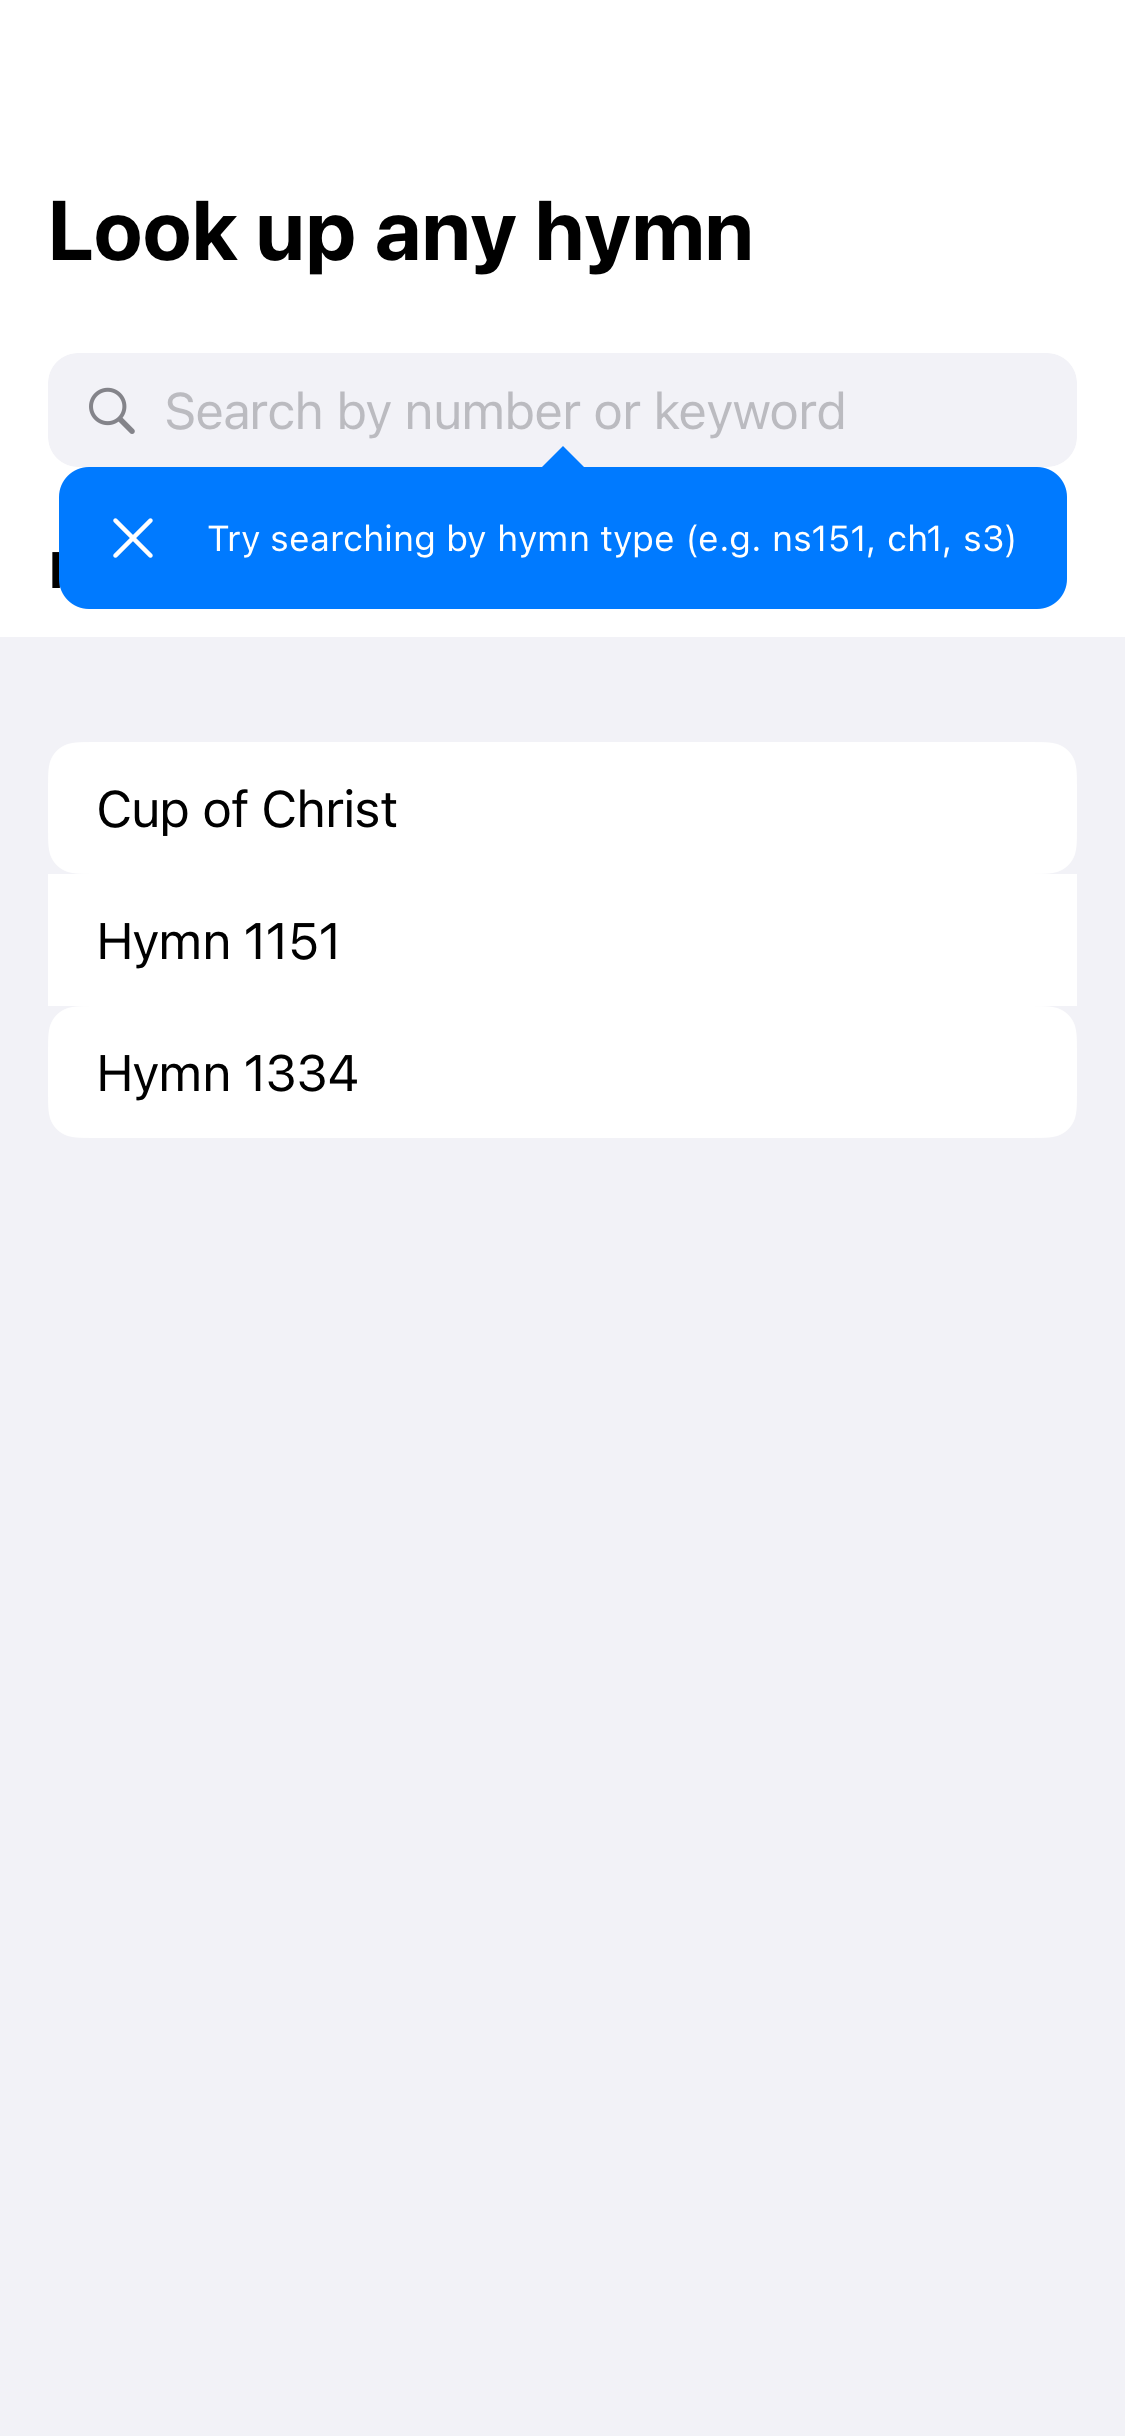 Look up any hymn
Search by number or keyword
Try searching by hymn type (e.g. ns151, ch1, s3)
Cup of Christ
Hymn 1151
Hymn 1334